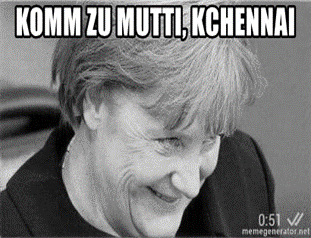 KOMM ZU MUTTI, KCHENNAI
0:51
memegenerator.net